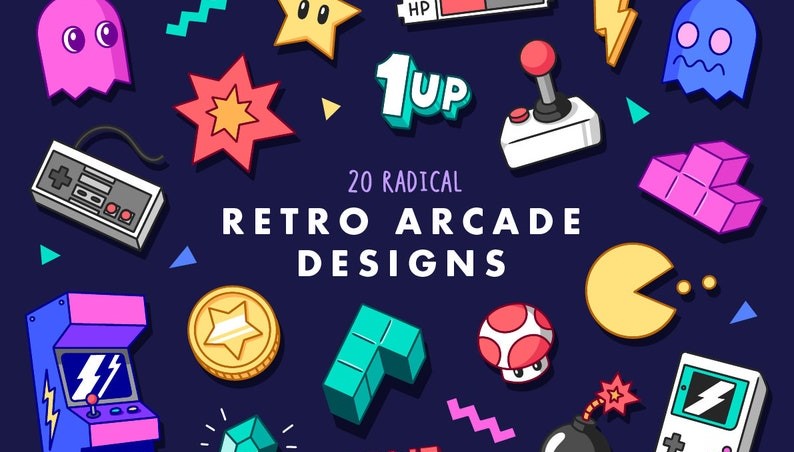 HP
1UP
20 RADICAL
RETRO ARCADE
DESIGNS